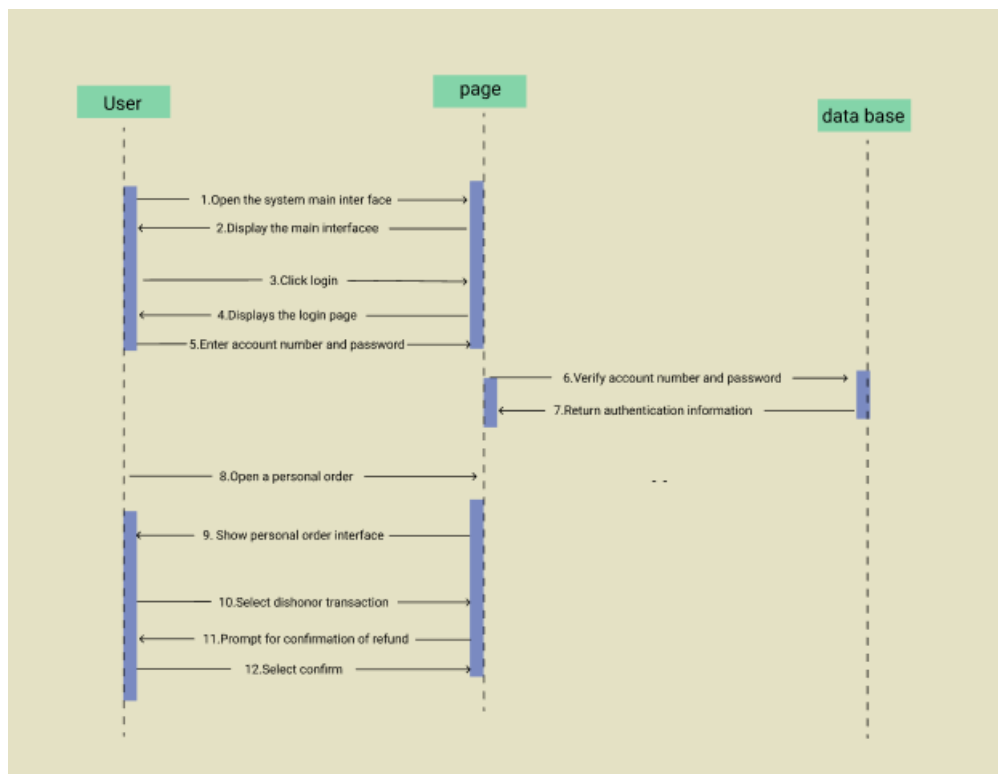 User
page
data base
1.Open the system main inter face
2.Display the main interfacee
3.Click login
4.Displays the login page
5.Enter account number and password
6.Verify account number and password
7.Return authentication information
8.Open a personal order
- -
9. Show personal order interface
10.Select dishonor transaction
11.Prompt for confirmation of refund
12.Select confirm